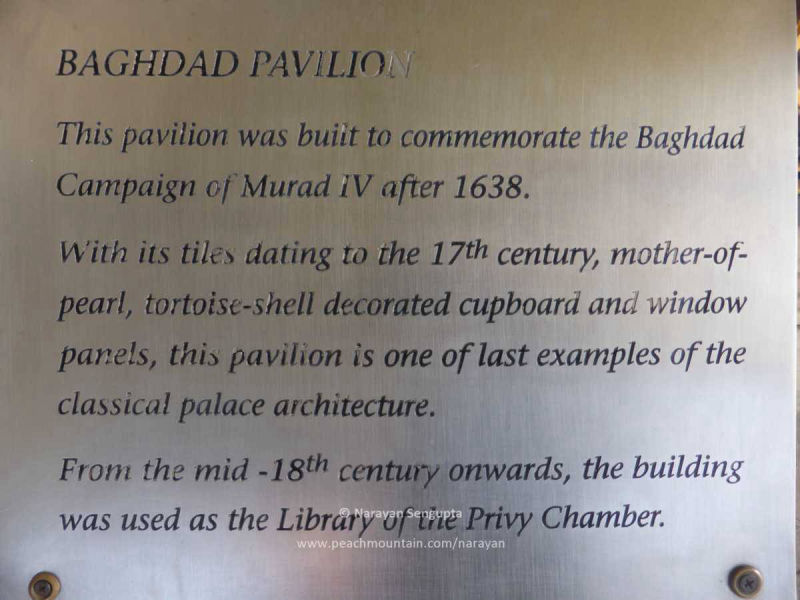 BAGHDAD PAVILION
This pavilion was built to commemorate the Baghdad
Campaign of Murad IV after 1638.
With its tiles dating to the 17th century, mother-of-
pearl, tortoise-shell decorated cupboard and window
panels, this pavilion is one of last examples of the
classical palace architecture.
From the mid -18th century onwards, the building
was used as the Library of the Privy Chamber.
© Narayan Sengupta
www.peachmountain.com/narayan